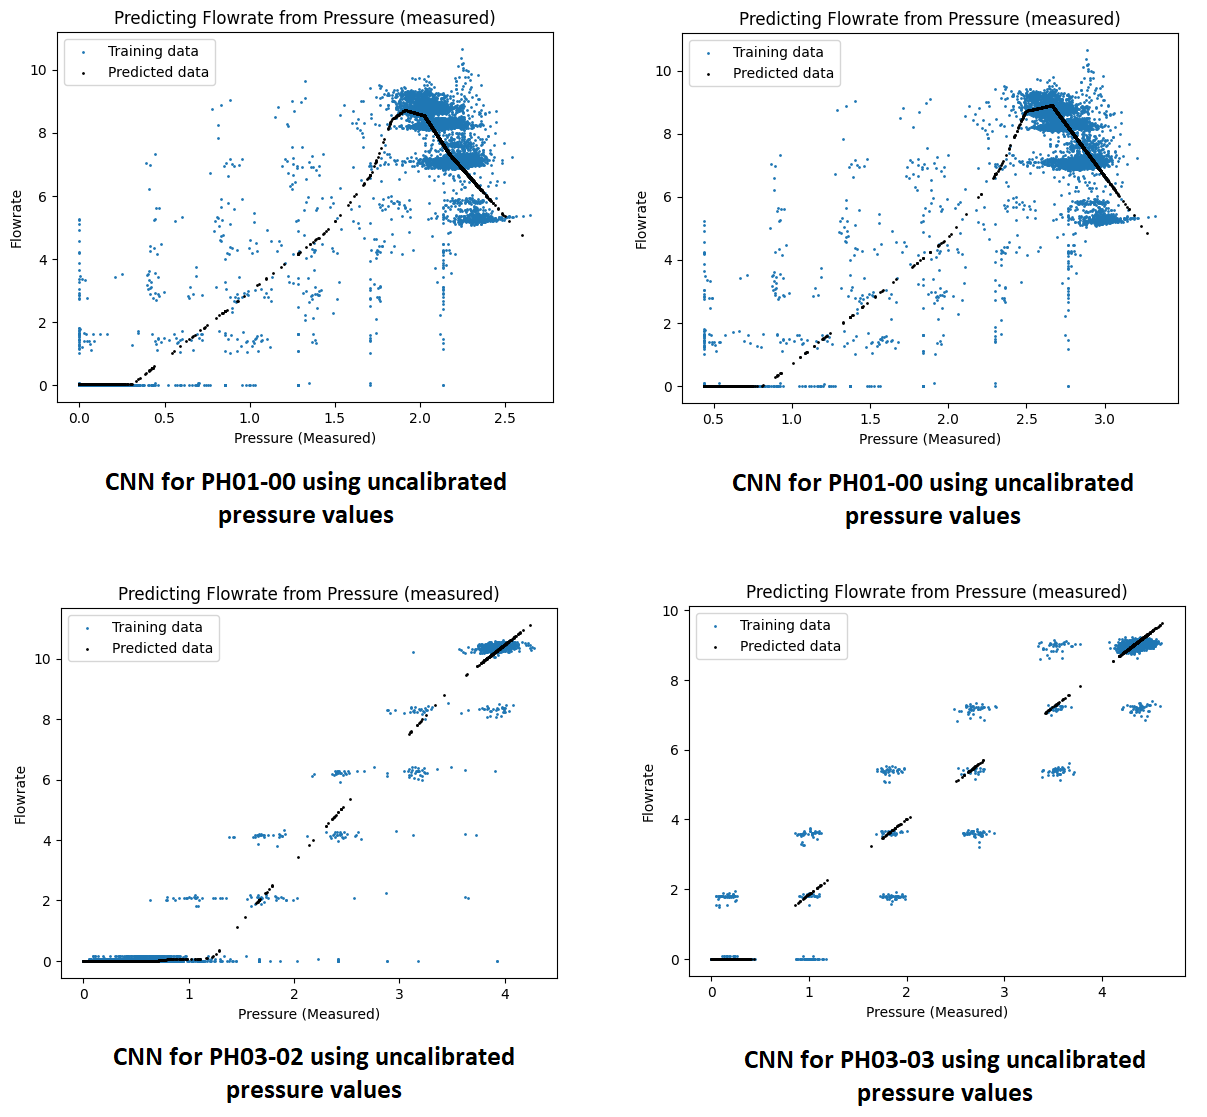 Predicting Flowrate from Pressure (measured)
Training data
Predicted data
Flowrate
10
8
6
4
2
0
0.0 0.5 1.0 1.5 2.0 2.5
Pressure (Measured)
CNN for PH01-00 using uncalibrated
pressure values
Predicting Flowrate from Pressure (measured)
Training data
Predicted data
Flowrate
10
8
6
4
2
0
0.5 1.0 1.5 2.0 2.5 3.0
Pressure (Measured)
CNN for PH01-00 using uncalibrated
pressure values
Predicting Flowrate from Pressure (measured)
Training data
Predicted data
Flowrate
10
8
6
4
2
0
0 1 2 3 4
Pressure (Measured)
CNN for PH03-02 using uncalibrated
pressure values
Predicting Flowrate from Pressure (measured)
Training data
Predicted data
Flowrate
10
8
6
4
2
0
0 1 2 3 4
Pressure (Measured)
CNN for PH03-03 using uncalibrated
pressure values